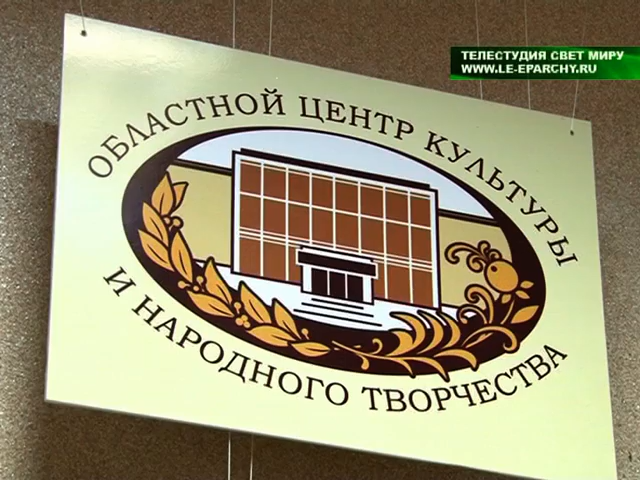 ТЕЛЕСТУДИЯ СВЕТ МИРУ
WWW.LE-EPARCHY.RU
ОБЛАСТНОЙ ЦЕНТР КУЛЬТУРЫ
И НАРОДНОГО ТВОРЧЕСТВА